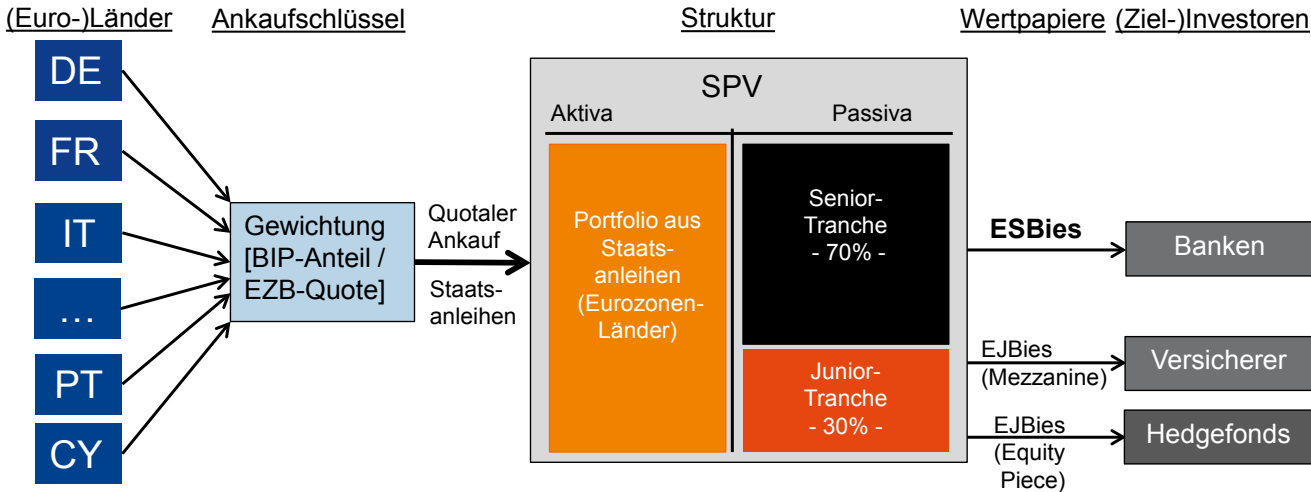 (Euro-)Länder
Ankaufschlüssel
Struktur
Wertpapiere
(Ziel-)Investoren
DE
FR
IT
…
PT
CY
Gewichtung
[BIP-Anteil /
EZB-Quote]
Quotaler
Ankauf
Staats-
anleihen
SPV
Aktiva
Passiva
Portfolio aus
Staats-
anleihen
(Eurozonen-
Länder)
Senior-
Tranche
- 70% -
Junior-
Tranche
- 30% -
ESBies
EJBies
(Mezzanine)
EJBies
(Equity
Piece)
Banken
Versicherer
Hedgefonds